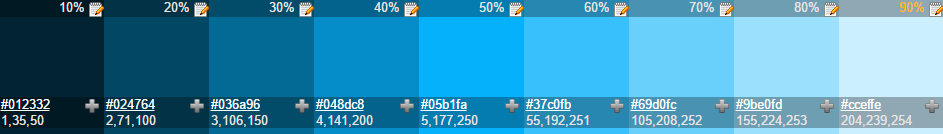 10% 20% 30% 40% 50% 60% 70% 80% 90%
#012332 #024764 #036a96 #048dc8 #05b1fa #37c0fb #69d0fc #9be0fd #cceffe
1,35,50 2,71,100 3,106,150 4,141,200 5,177,250 55,192,251 105,208,252 155,224,253 204,239,254